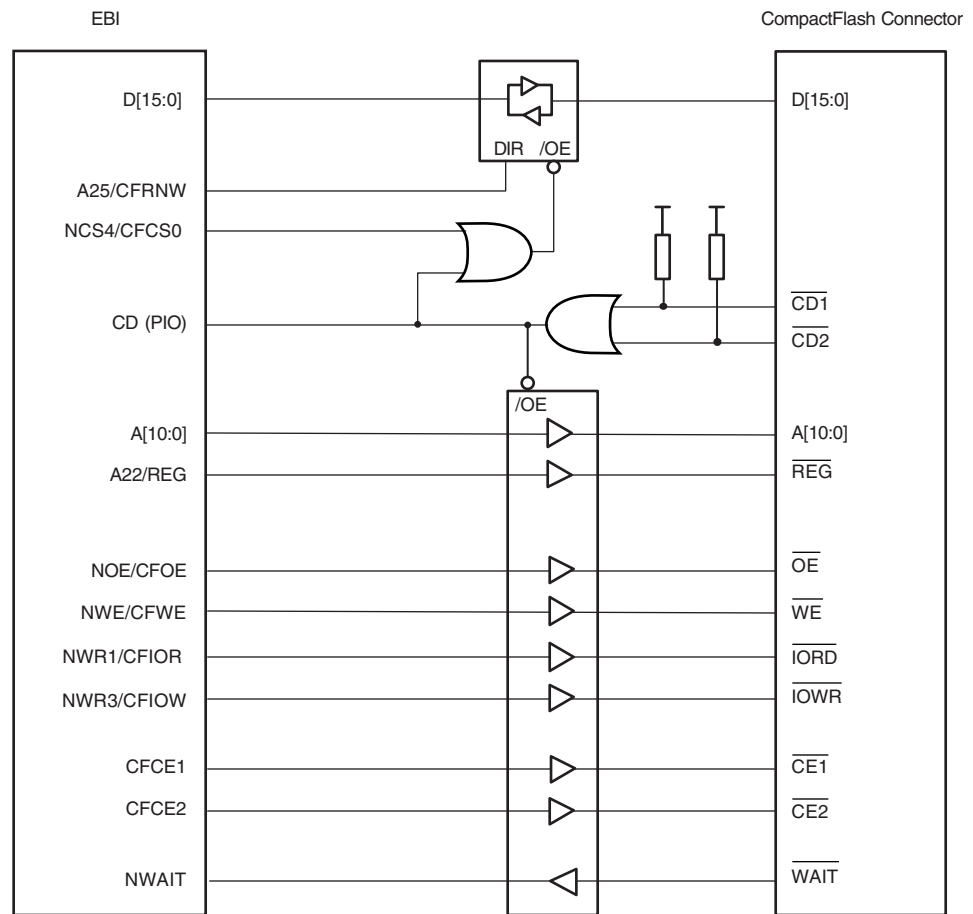 EBI
CompactFlash Connector
D[15:0]
D[15:0]
DIR /OE
A25/CFRNW
NCS4/CFCS0
CD1
CD (PIO)
CD2
/OE
A[10:0]
A[10:0]
A22/REG
REG
NOE/CFOE
OE
NWE/CFWE
WE
NWR1/CFIOR
IORD
NWR3/CFIOW
IOWR
CFCE1
CE1
CFCE2
CE2
NWAIT
WAIT